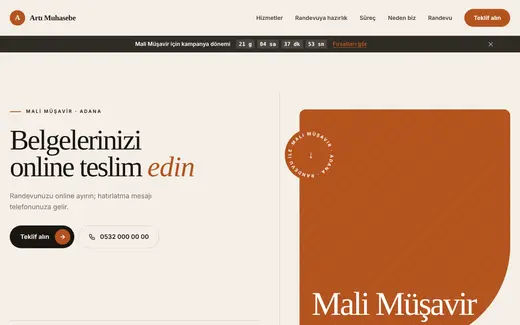 A Artı Muhasebe
Hizmetler Randevuya hazırlık Süreç Neden biz Randevu Teklif alın
Mali Müşavir için kampanya dönemi 21 g 04 sa 37 dk 53 sn Fırsatları gör ×
MALİ MÜŞAVİR · ADANA
Belgelerinizi
online teslim edin
Randevunuzu online ayırın; hatırlatma mesajı
telefonunuza gelir.
Teklif alın → 0532 000 00 00
MALİ MÜŞAVİR · ADANA · RANDEVU İLE ·
↓
Mali Müşavir